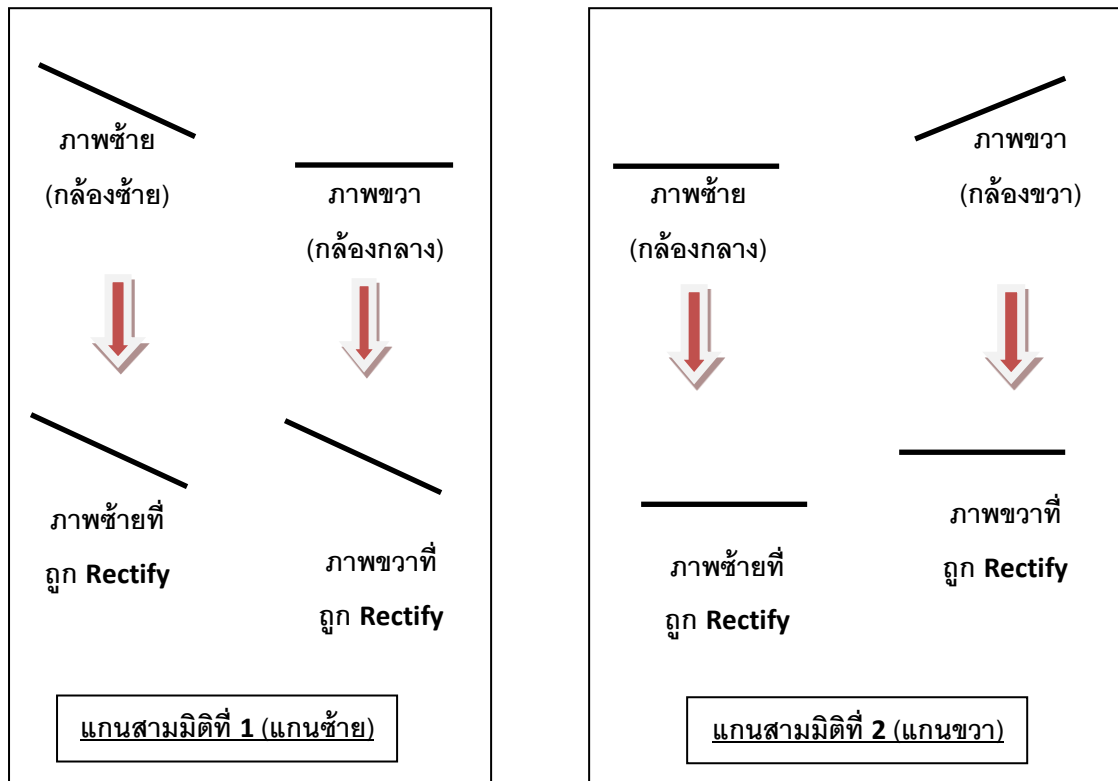 ภาพซ้าย
(กล้องซ้าย)
ภาพขวา
(กล้องกลาง)
ภาพซ้ายที่
ถูก Rectify
ภาพขวาที่
ถูก Rectify
แกนสามมิติที่ 1 (แกนซ้าย)
ภาพซ้าย
(กล้องกลาง)
ภาพขวา
(กล้องขวา)
ภาพซ้ายที่
ถูก Rectify
ภาพขวาที่
ถูก Rectify
แกนสามมิติที่ 2 (แกนขวา)